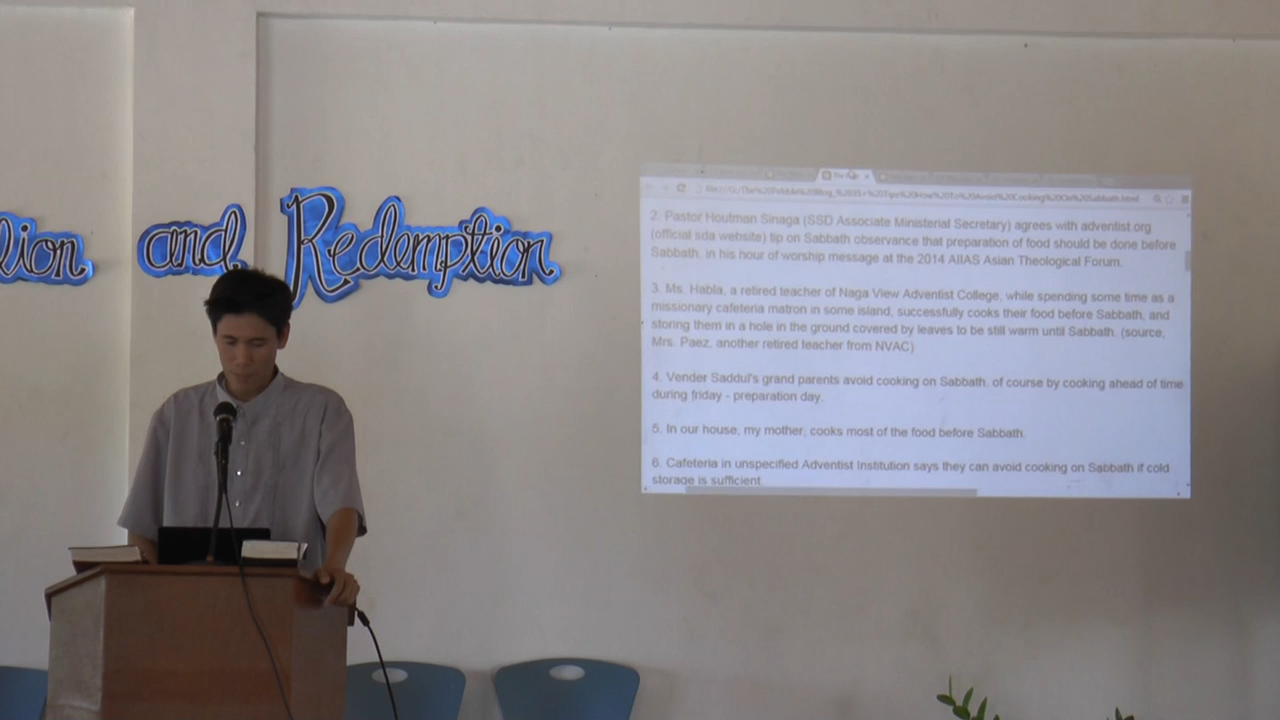 lion and Redemption
2. Pastor Houtman Sinaga (SSD Associate Ministerial Secretary) agrees with adventist.org
(official sda website) tip on Sabbath observance that preparation of food should be done before
Sabbath. in his hour of worship message at the 2014 AIIAS Asian Theological Forum.
3. Ms. Habla, a retired teacher of Naga View Adventist College, while spending some time as a
missionary cafeteria matron in some island, successfully cooks their food before Sabbath, and
storing them in a hole in the ground covered by leaves to be still warm until Sabbath. (source,
Mrs. Paez, another retired teacher from NVAC)
4. Vender Saddul's grand parents avoid cooking on Sabbath. of course by cooking ahead of time
during friday - preparation day.
5. In our house, my mother, cooks most of the food before Sabbath.
6. Cafeteria in unspecified Adventist Institution says they can avoid cooking on Sabbath if cold
storage is sufficient.